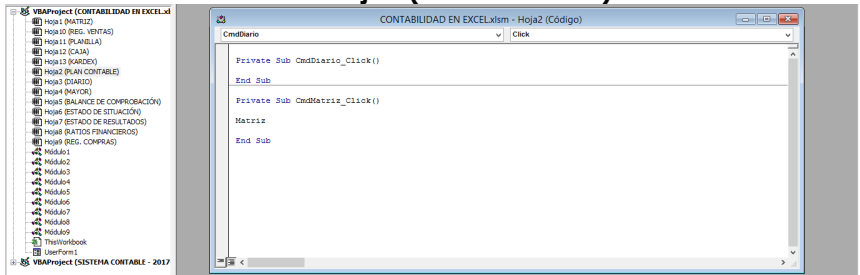 VBAProject (CONTABILIDAD EN EXCEL.xl
Hoja1 (MATRIZ)
Hoja10 (REG. VENTAS)
Hoja11 (PLANILLA)
Hoja12 (CAJA)
Hoja13 (KARDEX)
Hoja2 (PLAN CONTABLE)
Hoja3 (DIARIO)
Hoja4 (MAYOR)
Hoja5 (BALANCE DE COMPROBACIÓN)
Hoja6 (ESTADO DE SITUACIÓN)
Hoja7 (ESTADO DE RESULTADOS)
Hoja8 (RATIOS FINANCIEROS)
Hoja9 (REG. COMPRAS)
Módulo1
Módulo2
Módulo3
Módulo4
Módulo5
Módulo6
Módulo7
Módulo8
Módulo9
ThisWorkbook
UserForm1
VBAProject (SISTEMA CONTABLE - 2017
CONTABILIDAD EN EXCEL.xlsm - Hoja2 (Código)
CmdDiario
Click
Private Sub CmdDiario_Click()
End Sub
Private Sub CmdMatriz_Click()
Matriz
End Sub